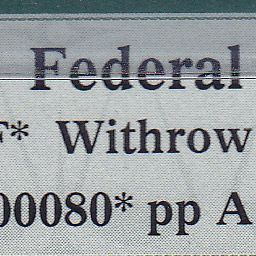 Federal
F* Withrow
00080* pp A